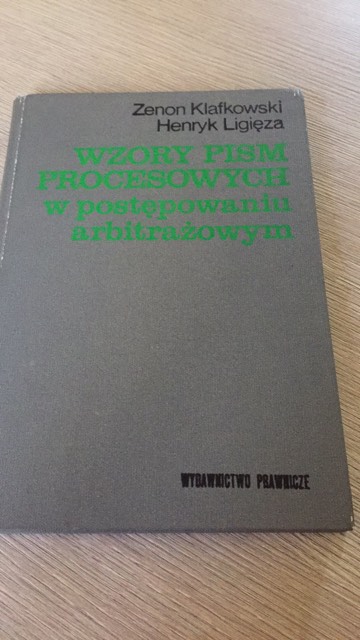 Zenon Klafkowski
Henryk Ligięza
WZORY PISM
PROCESOWYCH
w postępowaniu
arbitrażowym
WYDAWNICTWO PRAWNICZE